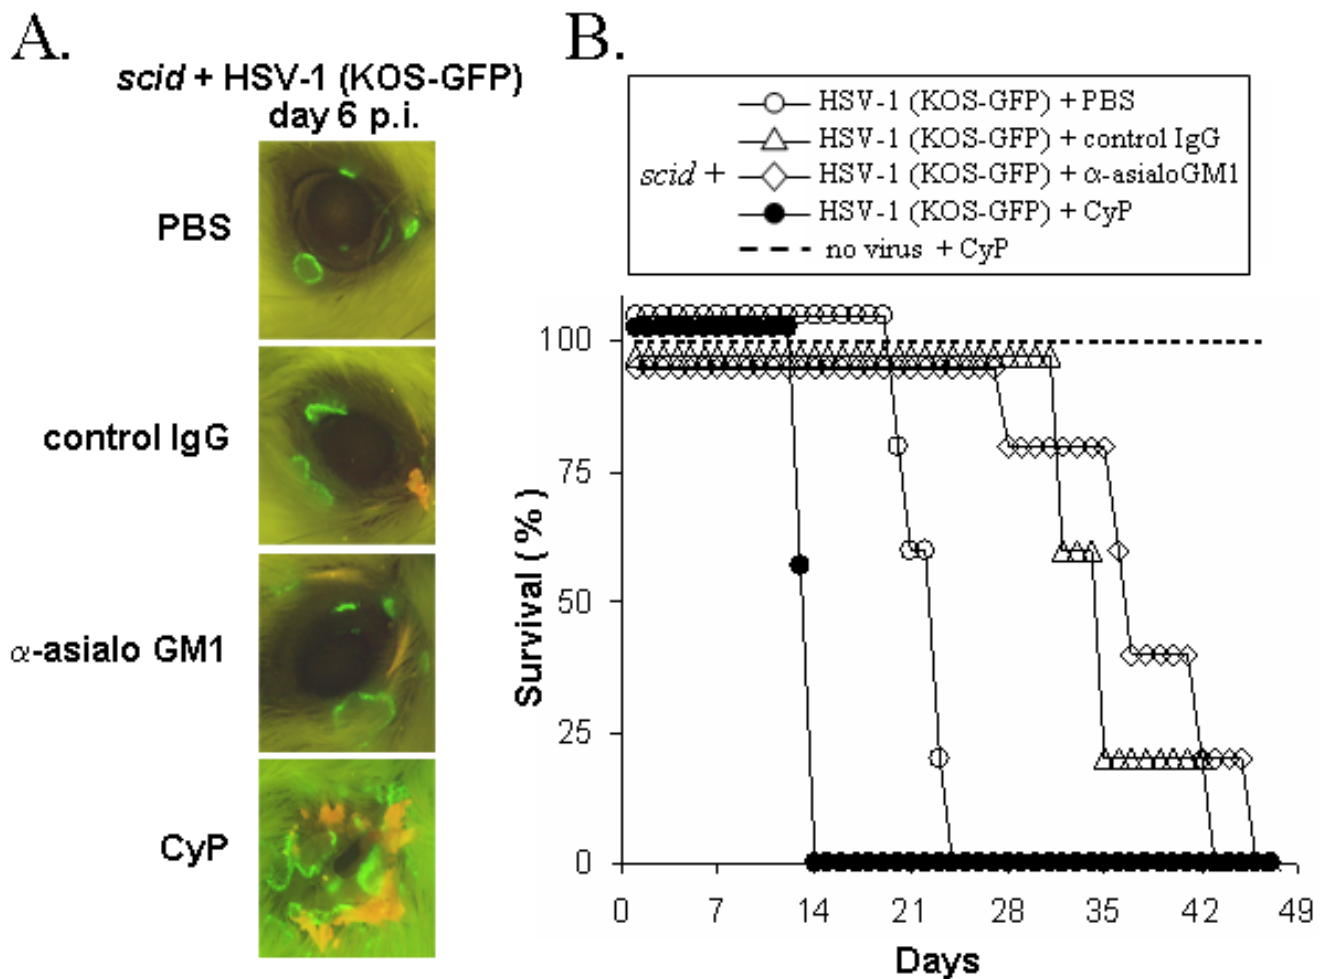 A.
scid + HSV-1 (KOS-GFP)
day 6 p.i.
PBS
control IgG
α-asialo GM1
CyP
B.
scid +
HSV-1 (KOS-GFP) + PBS
HSV-1 (KOS-GFP) + control IgG
HSV-1 (KOS-GFP) + α-asialoGM1
HSV-1 (KOS-GFP) + CyP
no virus + CyP
Survival (%)
100
75
50
25
0
0 7 14 21 28 35 42 49
Days